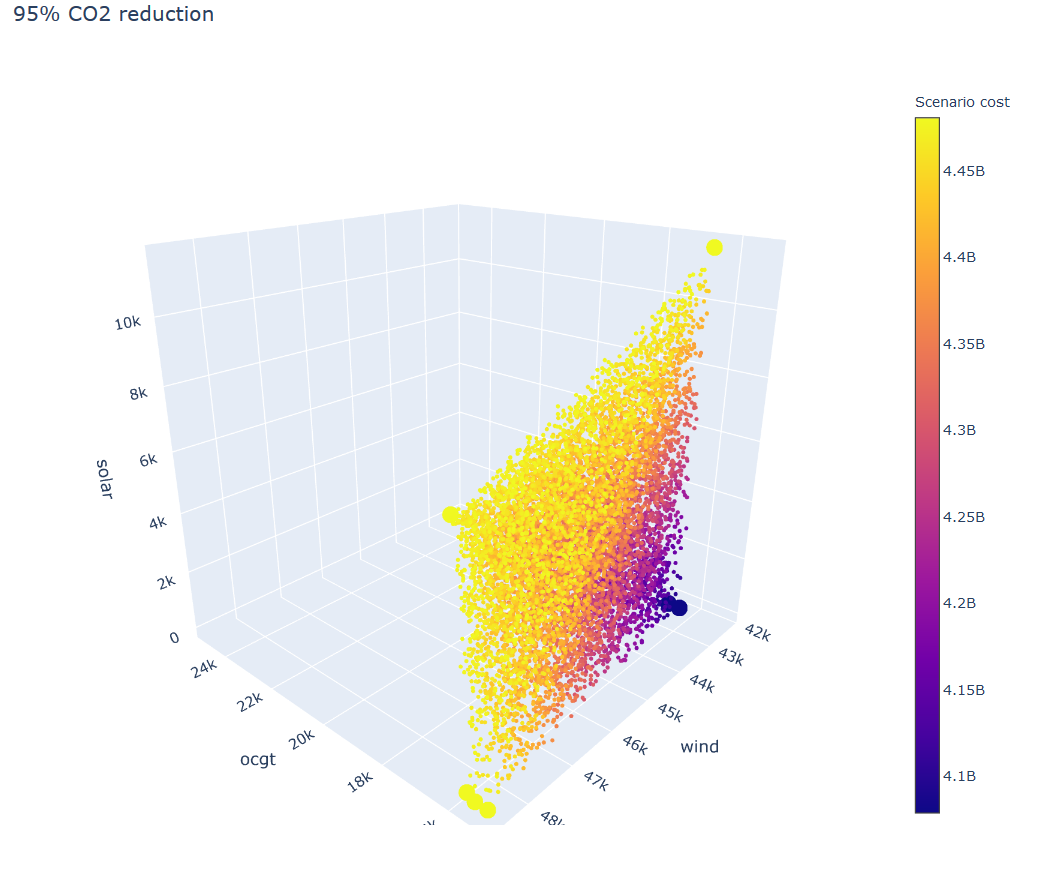 95% CO2 reduction
Scenario cost
4.45B
4.4B
4.35B
4.3B
4.25B
4.2B
4.15B
4.1B
solar
10k
8k
6k
4k
2k
0
ocgt
24k
22k
20k
18k
wind
42k
43k
44k
45k
46k
47k
48k